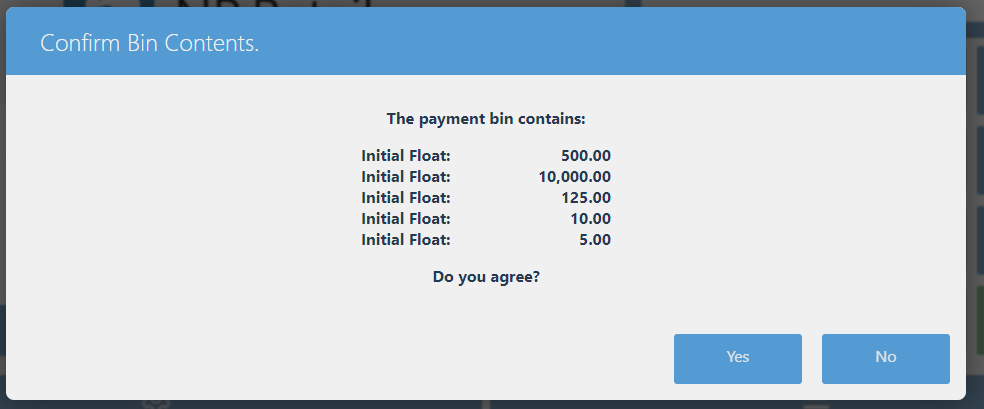 Confirm Bin Contents.
The payment bin contains:
Initial Float: 500.00
Initial Float: 10,000.00
Initial Float: 125.00
Initial Float: 10.00
Initial Float: 5.00
Do you agree?
Yes No